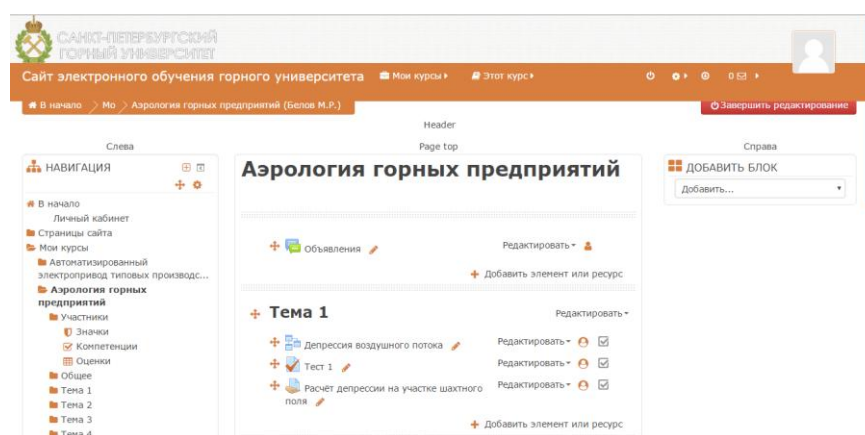 САНКТ-ПЕТЕРБУРГСКИЙ
ГОРНЫЙ УНИВЕРСИТЕТ
Сайт электронного обучения горного университета Мои курсы Этот курс 0
В начало Мо Аэрология горных предприятий (Белов М.Р.) Завершить редактирование
Header
Слева Page top Справа
НАВИГАЦИЯ
В начало
Личный кабинет
Страницы сайта
Мои курсы
Автоматизированный
электропривод типовых производс...
Аэрология горных
предприятий
Участники
Значки
Компетенции
Оценки
Общее
Тема 1
Тема 2
Тема 3
Тема 4
Аэрология горных предприятий
Объявления Редактировать
Добавить элемент или ресурс
Тема 1 Редактировать
Депрессия воздушного потока Редактировать
Тест 1 Редактировать
Расчёт депрессии на участке шахтного Редактировать
поля
Добавить элемент или ресурс
ДОБАВИТЬ БЛОК
Добавить...